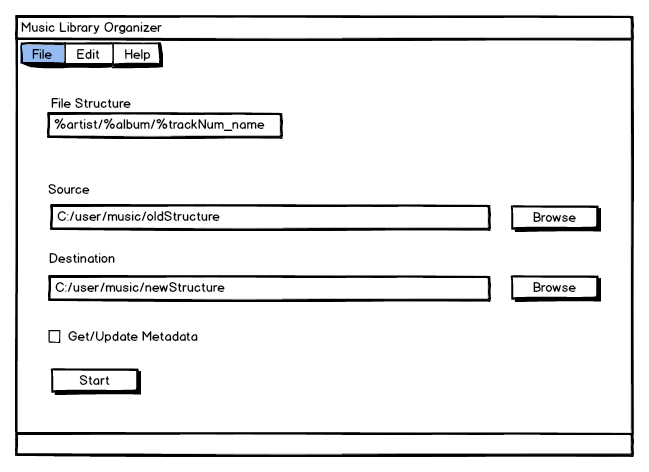 Music Library Organizer
File Edit Help
File Structure
%artist/%album/%trackNum_name
Source
C:/user/music/oldStructure Browse
Destination
C:/user/music/newStructure Browse
Get/Update Metadata
Start